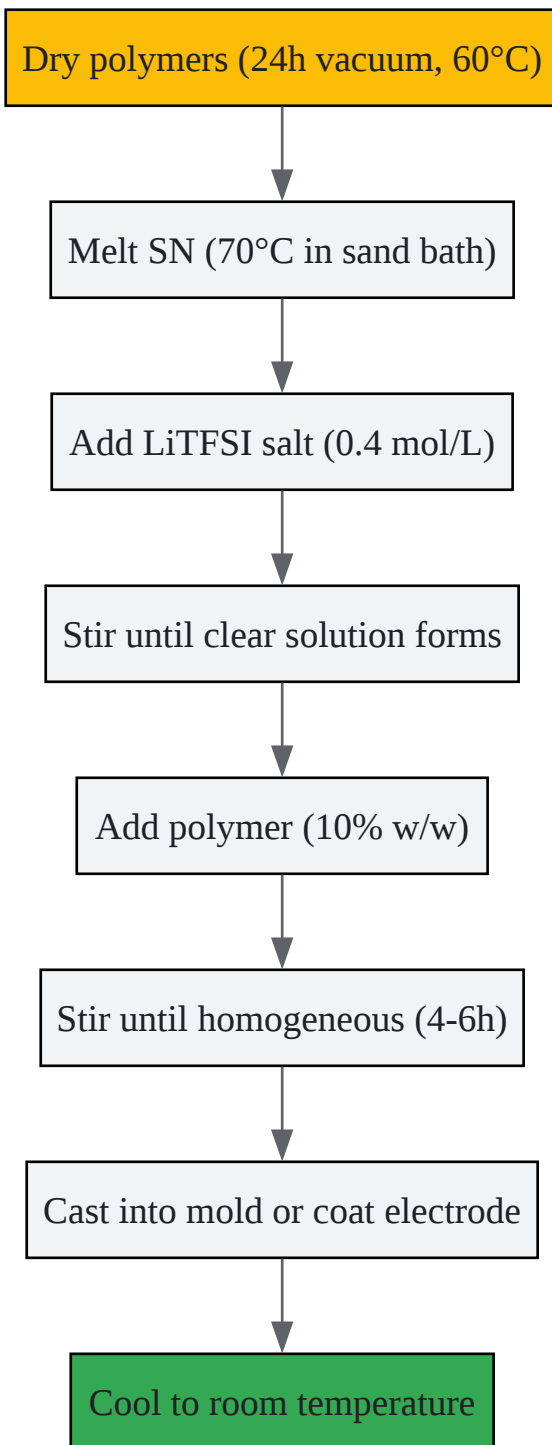 Dry polymers (24h vacuum, 60°C)
Melt SN (70°C in sand bath)
Add LiTFSI salt (0.4 mol/L)
Stir until clear solution forms
Add polymer (10% w/w)
Stir until homogeneous (4-6h)
Cast into mold or coat electrode
Cool to room temperature